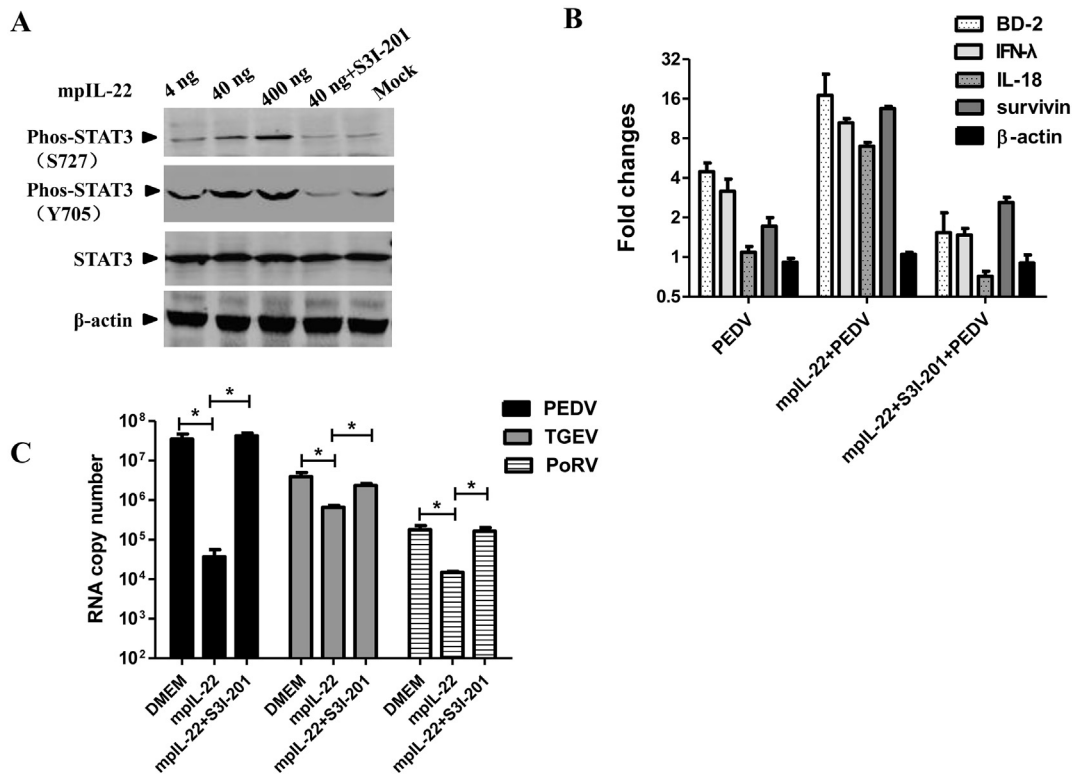 A
mpIL-22
4 ng
40 ng
400 ng
40 ng+S3I-201
Mock
Phos-STAT3
（S727）
Phos-STAT3
（Y705）
STAT3
β-actin
B
BD-2
IFN-λ
IL-18
survivin
β-actin
Fold changes
32
16
8
4
2
1
0.5
PEDV
mpIL-22+PEDV
mpIL-22+S3I-201+PEDV
C
PEDV
TGEV
PoRV
RNA copy number
10⁸
10⁷
10⁶
10⁵
10⁴
10³
10²
* *
* *
* *
DMEM
mpIL-22
mpIL-22+S3I-201
DMEM
mpIL-22
mpIL-22+S3I-201
DMEM
mpIL-22
mpIL-22+S3I-201